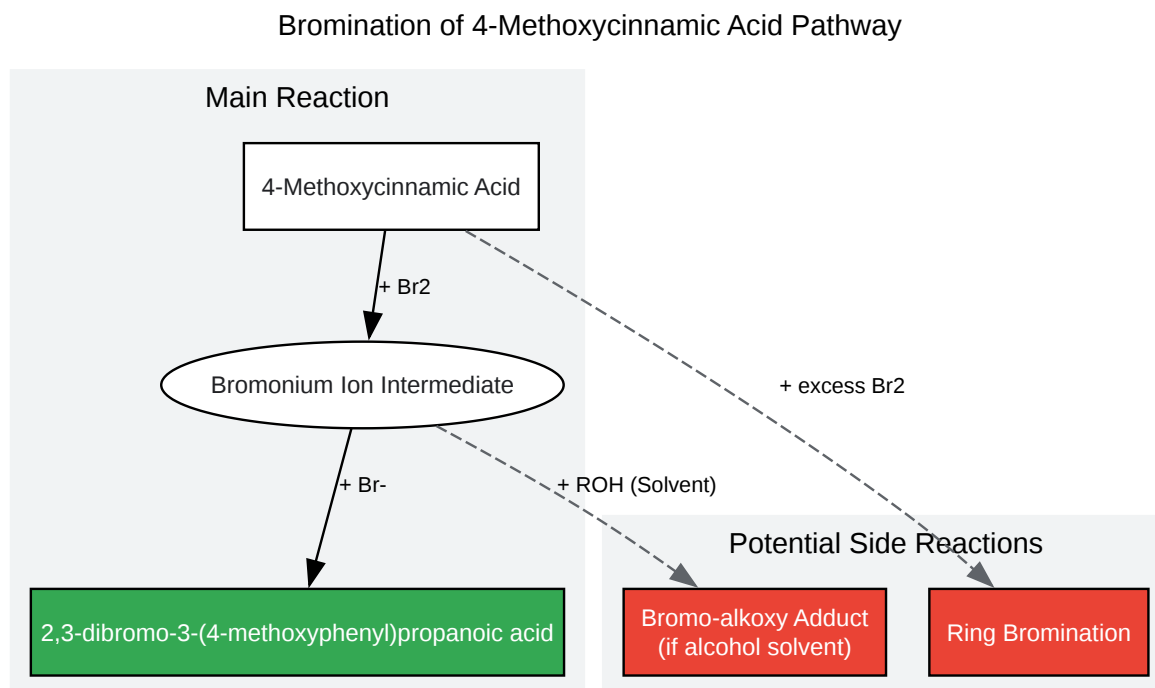 Bromination of 4-Methoxycinnamic Acid Pathway
Main Reaction
4-Methoxycinnamic Acid
+ Br2
Bromonium Ion Intermediate
+ excess Br2
+ Br-
+ ROH (Solvent)
Potential Side Reactions
2,3-dibromo-3-(4-methoxyphenyl)propanoic acid
Bromo-alkoxy Adduct
(if alcohol solvent)
Ring Bromination